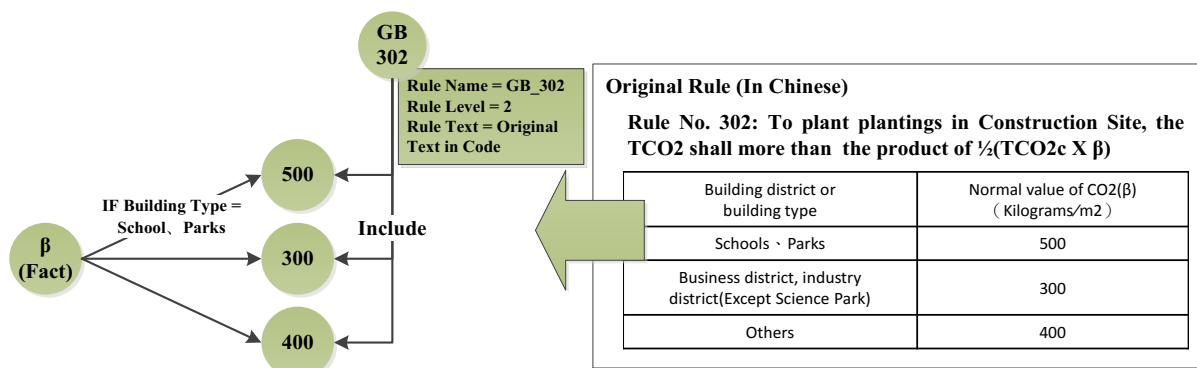 GB
302
Rule Name = GB_302
Rule Level = 2
Rule Text = Original
Text in Code
500
IF Building Type =
School、Parks
Include
β
(Fact)
300
400
Original Rule (In Chinese)
Rule No. 302: To plant plantings in Construction Site, the
TCO2 shall more than the product of ½(TCO2c X β)
Building district or
building type
Normal value of CO2(β)
（Kilograms/m2）
Schools、Parks
500
Business district, industry
district(Except Science Park)
300
Others
400